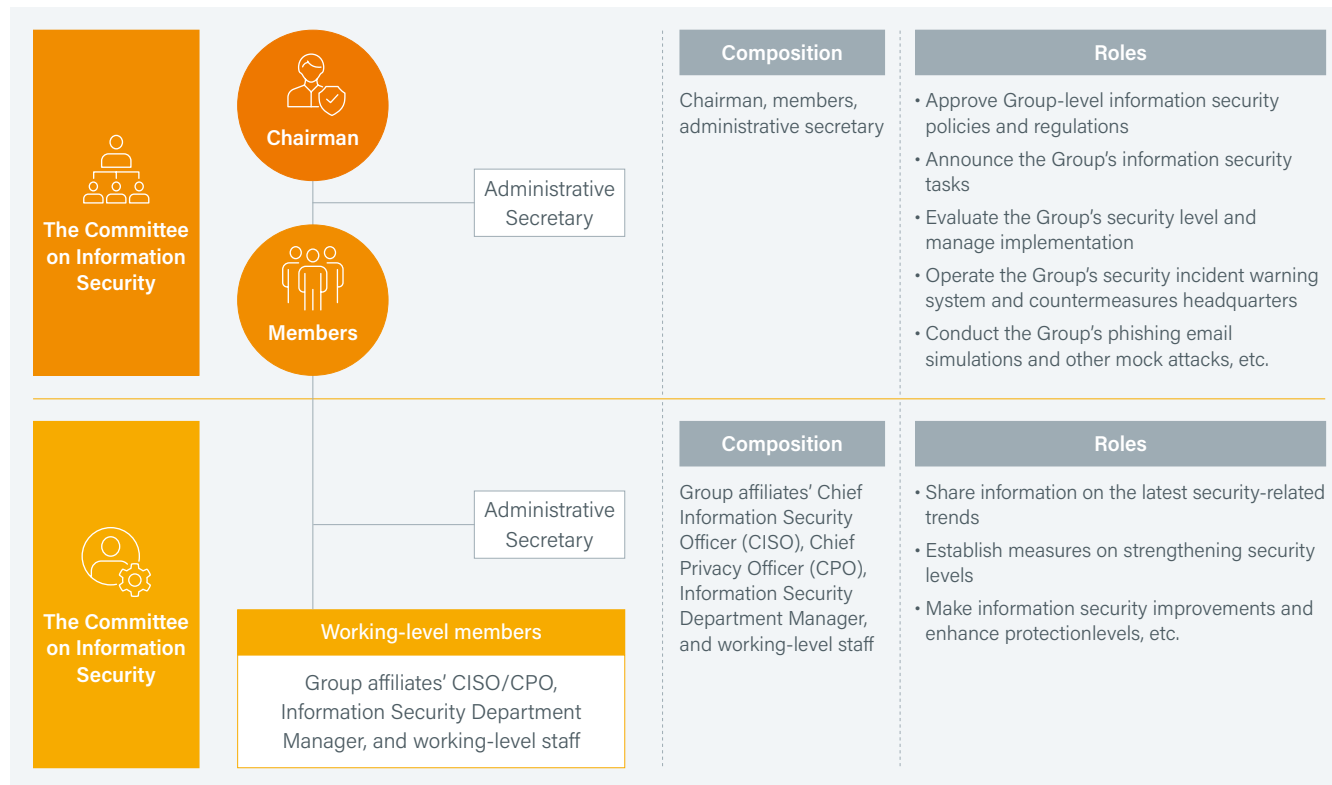 The Committee
on Information
Security
Chairman
Administrative
Secretary
Members
Composition
Chairman, members,
administrative secretary
Roles
• Approve Group-level information security
policies and regulations
• Announce the Group's information security
tasks
• Evaluate the Group's security level and
manage implementation
• Operate the Group's security incident warning
system and countermeasures headquarters
• Conduct the Group's phishing email
simulations and other mock attacks, etc.
The Committee
on Information
Security
Administrative
Secretary
Working-level members
Group affiliates' CISO/CPO,
Information Security Department
Manager, and working-level staff
Composition
Group affiliates' Chief
Information Security
Officer (CISO), Chief
Privacy Officer (CPO),
Information Security
Department Manager,
and working-level staff
Roles
• Share information on the latest security-related
trends
• Establish measures on strengthening security
levels
• Make information security improvements and
enhance protectionlevels, etc.